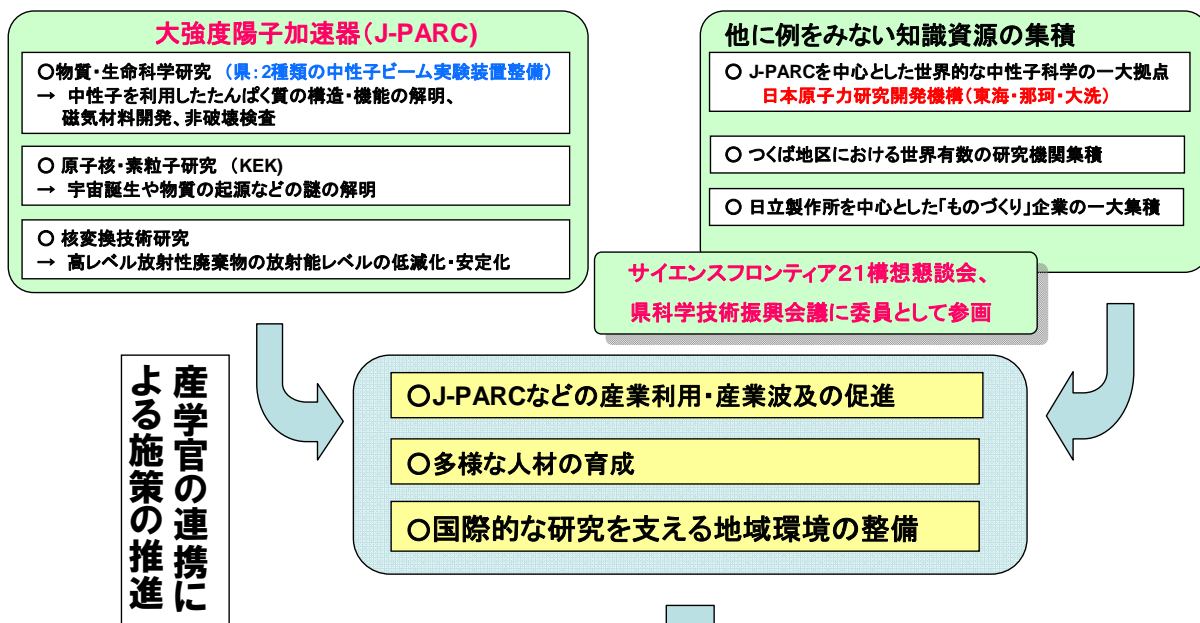 大強度陽子加速器(J-PARC)
○物質・生命科学研究 (県:2種類の中性子ビーム実験装置整備)
→ 中性子を利用したたんぱく質の構造・機能の解明、
磁気材料開発、非破壊検査
○ 原子核・素粒子研究 (KEK)
→ 宇宙誕生や物質の起源などの謎の解明
○ 核変換技術研究
→ 高レベル放射性廃棄物の放射能レベルの低減化・安定化
他に例をみない知識資源の集積
○ J-PARCを中心とした世界的な中性子科学の一大拠点
日本原子力研究開発機構(東海・那珂・大洗)
○ つくば地区における世界有数の研究機関集積
○ 日立製作所を中心とした「ものづくり」企業の一大集積
サイエンスフロンティア21構想懇談会、
県科学技術振興会議に委員として参画
産学官の連携に
よる施策の推進
○J-PARCなどの産業利用・産業波及の促進
○多様な人材の育成
○国際的な研究を支える地域環境の整備